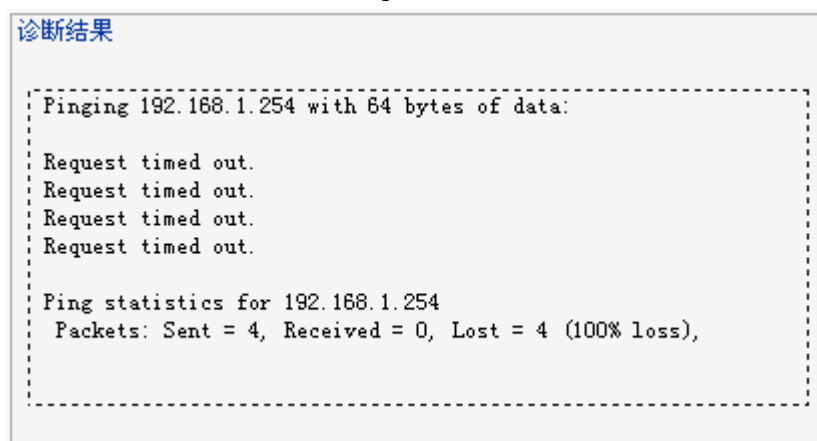 诊断结果
Pinging 192.168.1.254 with 64 bytes of data:
Request timed out.
Request timed out.
Request timed out.
Request timed out.
Ping statistics for 192.168.1.254
Packets: Sent = 4, Received = 0, Lost = 4 (100% loss),